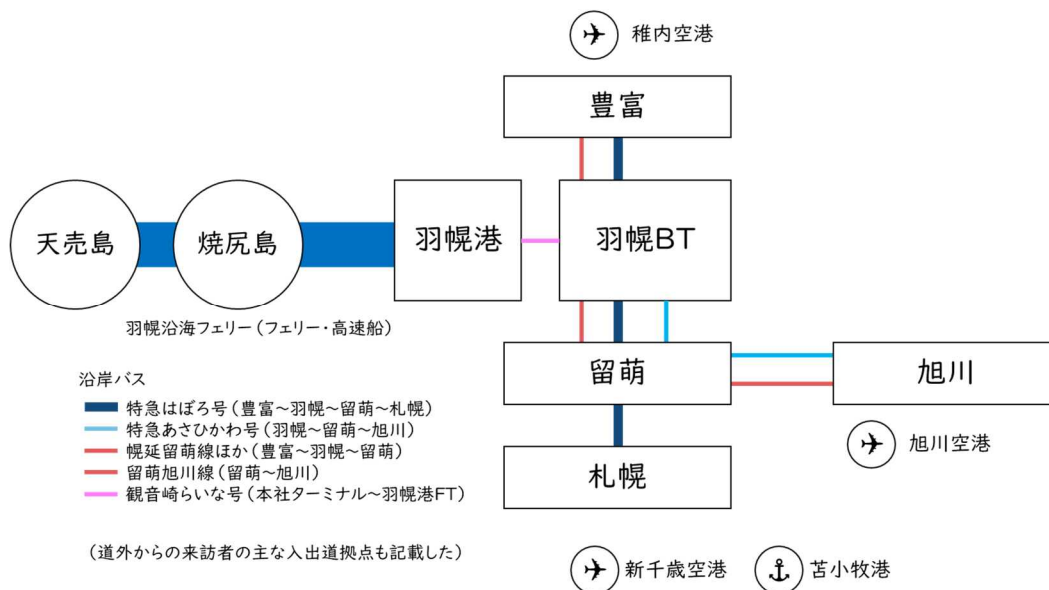 稚内空港
豊富
天売島
焼尻島
羽幌港
羽幌BT
羽幌沿海フェリー(フェリー・高速船)
留萌
旭川
沿岸バス
特急はぼろ号(豊富~羽幌~留萌~札幌)
特急あさひかわ号(羽幌~留萌~旭川)
幌延留萌線ほか(豊富~羽幌~留萌)
留萌旭川線(留萌~旭川)
観音崎らいな号(本社ターミナル~羽幌港FT)
旭川空港
札幌
(道外からの来訪者の主な入出道拠点も記載した)
新千歳空港
苫小牧港